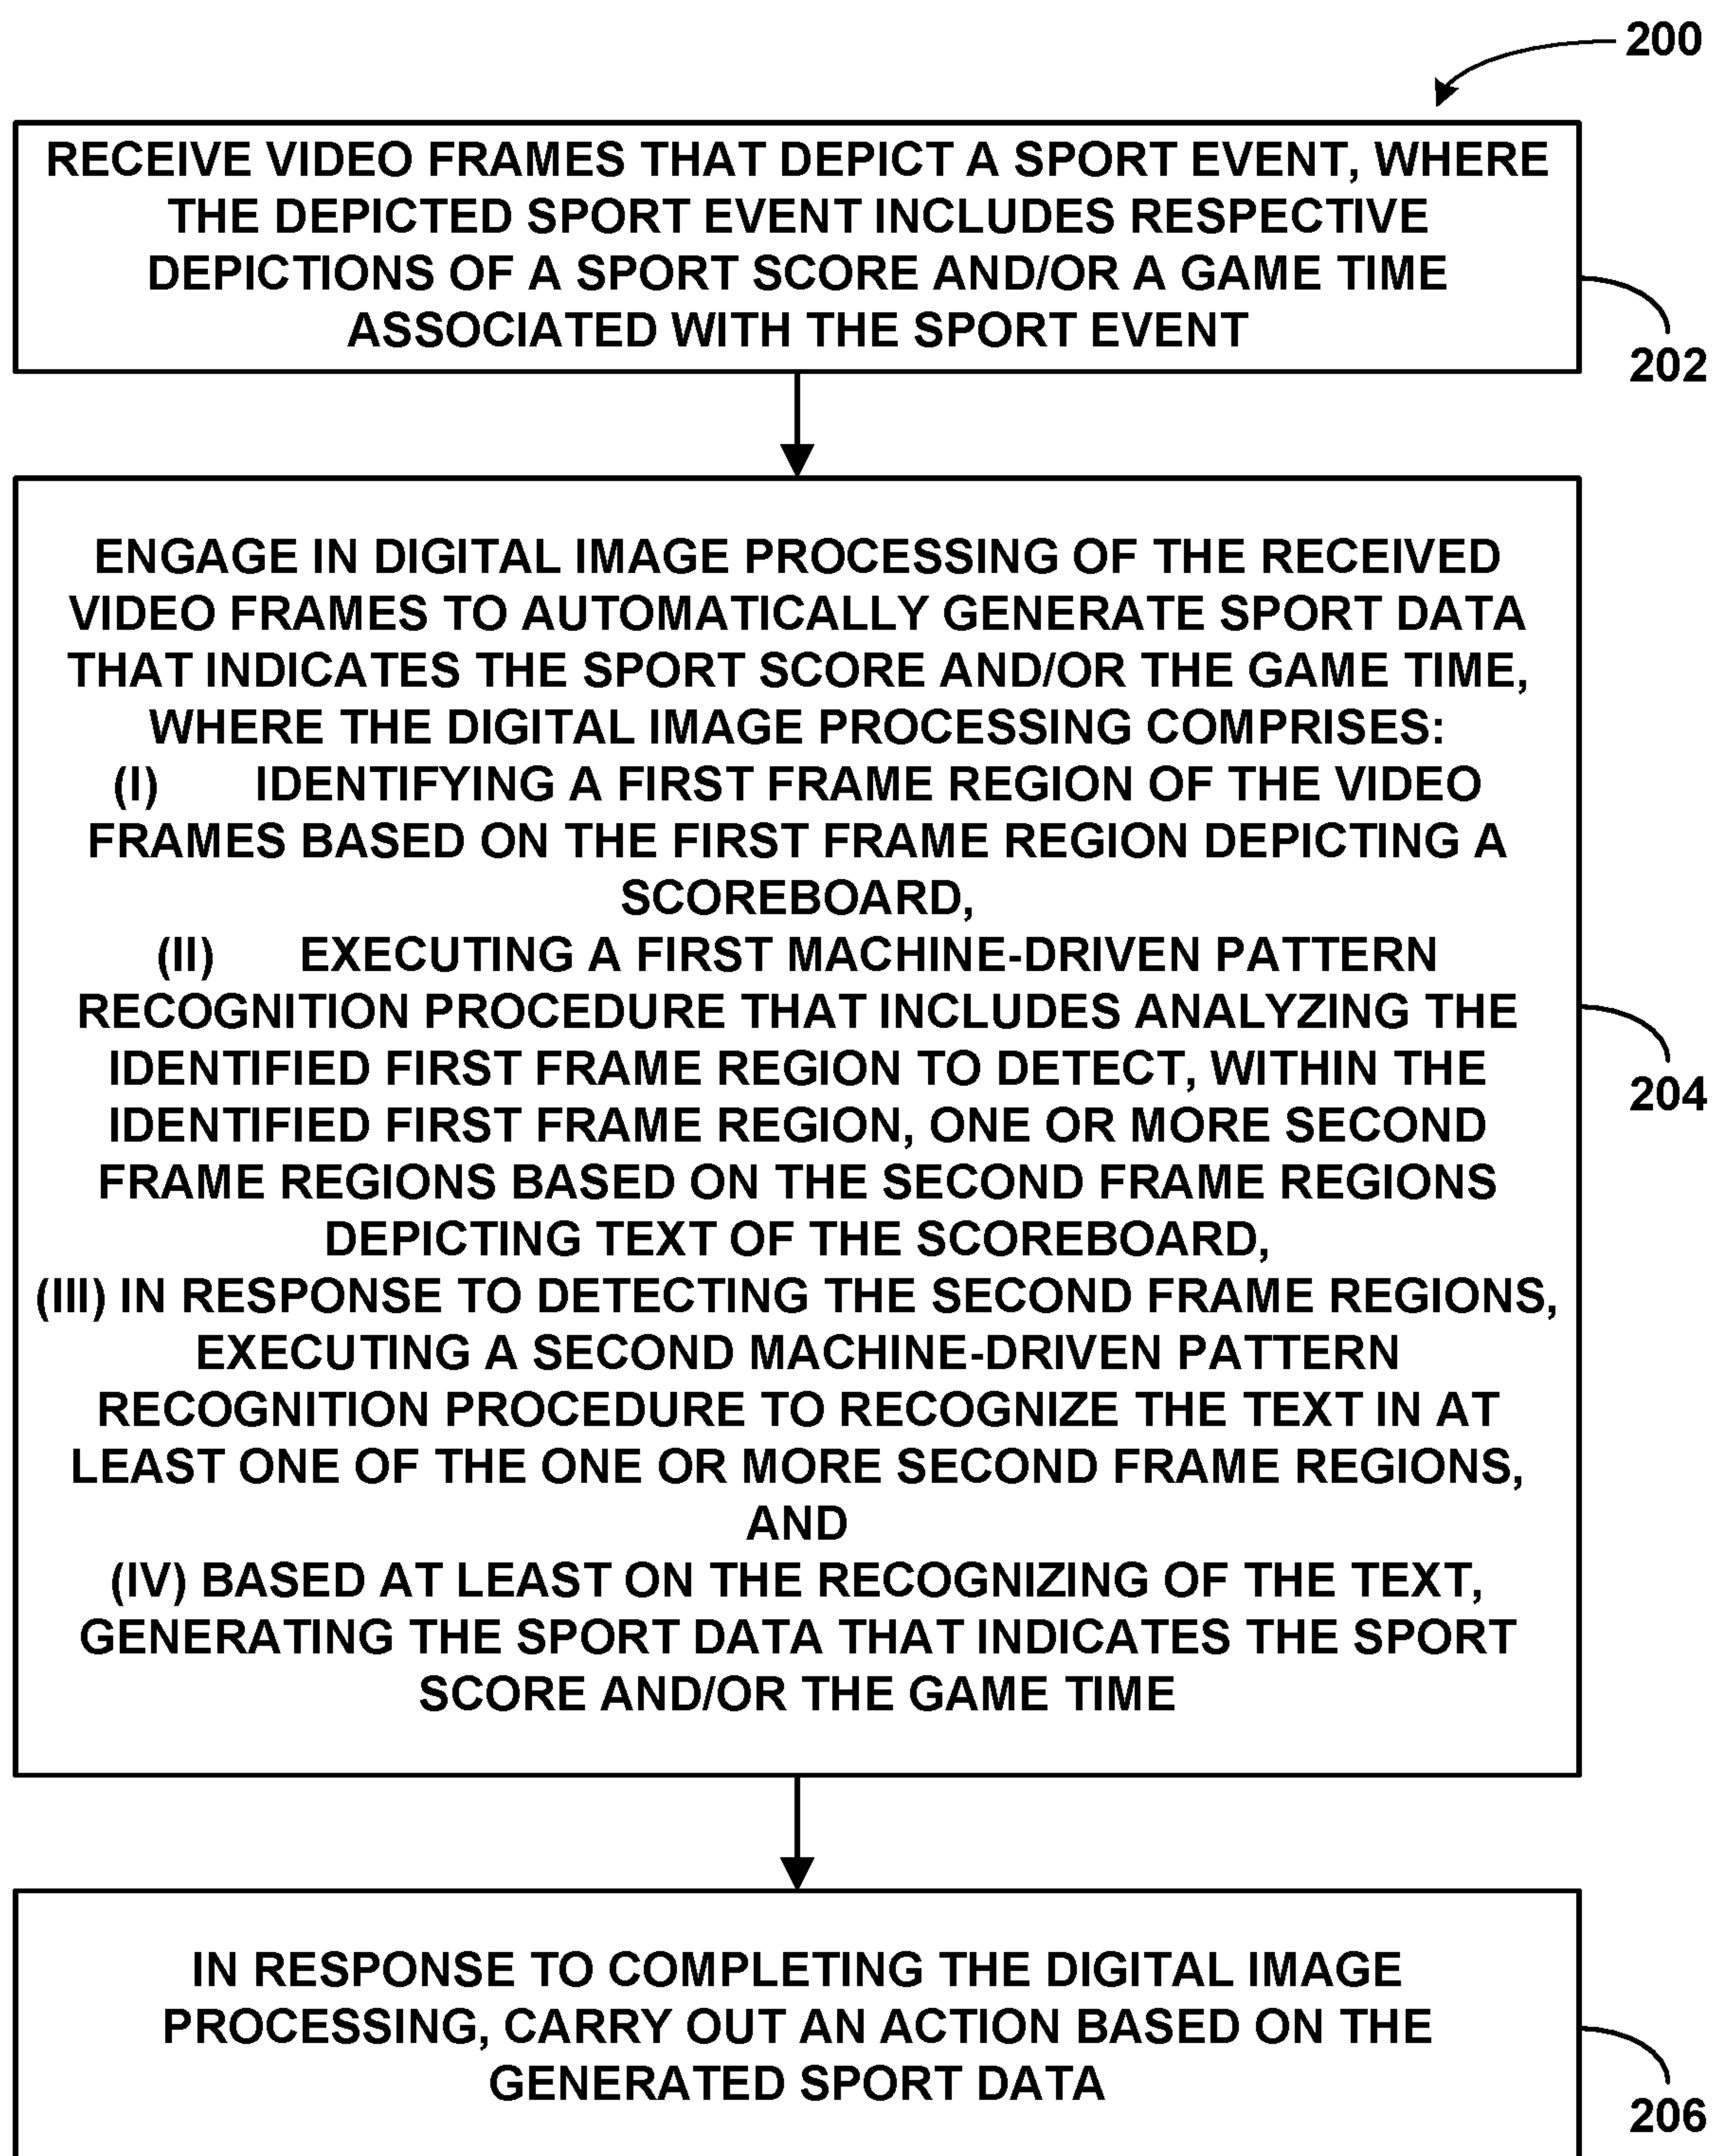 200
RECEIVE VIDEO FRAMES THAT DEPICT A SPORT EVENT, WHERE
THE DEPICTED SPORT EVENT INCLUDES RESPECTIVE
DEPICTIONS OF A SPORT SCORE AND/OR A GAME TIME
ASSOCIATED WITH THE SPORT EVENT
202
ENGAGE IN DIGITAL IMAGE PROCESSING OF THE RECEIVED
VIDEO FRAMES TO AUTOMATICALLY GENERATE SPORT DATA
THAT INDICATES THE SPORT SCORE AND/OR THE GAME TIME,
WHERE THE DIGITAL IMAGE PROCESSING COMPRISES:
(I) IDENTIFYING A FIRST FRAME REGION OF THE VIDEO
FRAMES BASED ON THE FIRST FRAME REGION DEPICTING A
SCOREBOARD,
(II) EXECUTING A FIRST MACHINE-DRIVEN PATTERN
RECOGNITION PROCEDURE THAT INCLUDES ANALYZING THE
IDENTIFIED FIRST FRAME REGION TO DETECT, WITHIN THE
IDENTIFIED FIRST FRAME REGION, ONE OR MORE SECOND
FRAME REGIONS BASED ON THE SECOND FRAME REGIONS
DEPICTING TEXT OF THE SCOREBOARD,
(III) IN RESPONSE TO DETECTING THE SECOND FRAME REGIONS,
EXECUTING A SECOND MACHINE-DRIVEN PATTERN
RECOGNITION PROCEDURE TO RECOGNIZE THE TEXT IN AT
LEAST ONE OF THE ONE OR MORE SECOND FRAME REGIONS,
AND
(IV) BASED AT LEAST ON THE RECOGNIZING OF THE TEXT,
GENERATING THE SPORT DATA THAT INDICATES THE SPORT
SCORE AND/OR THE GAME TIME
204
IN RESPONSE TO COMPLETING THE DIGITAL IMAGE
PROCESSING, CARRY OUT AN ACTION BASED ON THE
GENERATED SPORT DATA
206